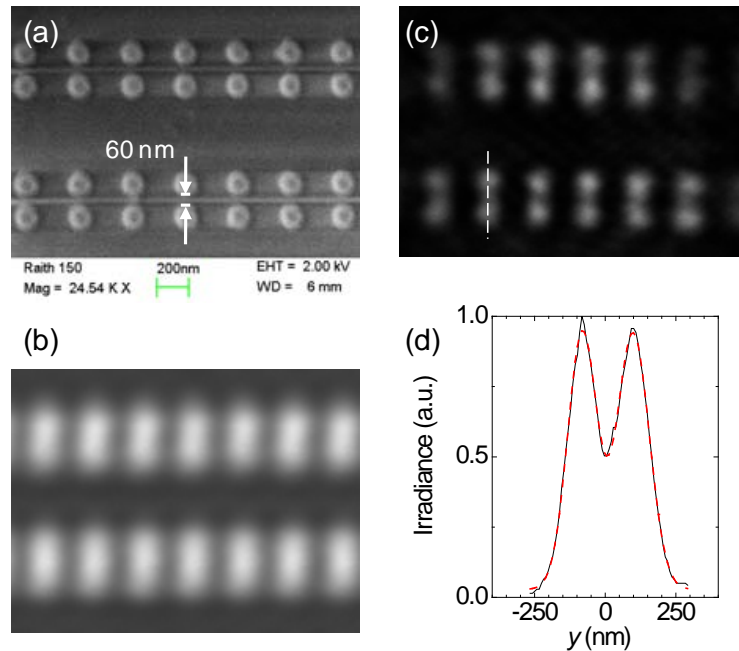 (a)
60 nm
Raith 150 200nm EHT = 2.00 kV
Mag = 24.54 K X WD = 6 mm
(b)
(c)
(d)
1.0
0.5
0.0
Irradiance (a.u.)
-250 0 250
y (nm)